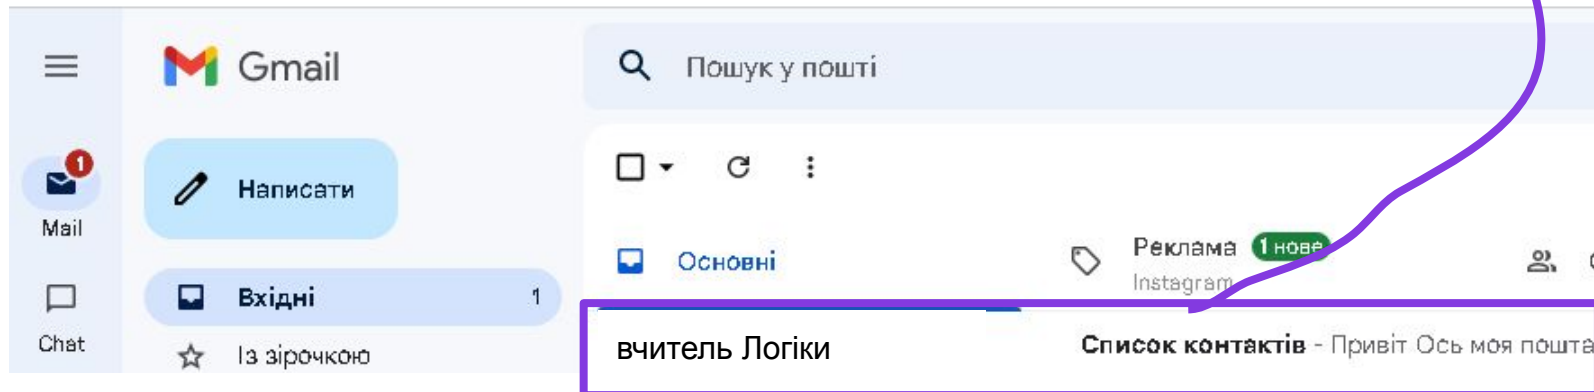 Gmail
Пошук у пошті
1
Mail
Написати
Основні
Реклама 1 нове
Instagram
Вхідні 1
Chat
Із зірочкою
вчитель Логіки
Список контактів - Привіт Ось моя пошта